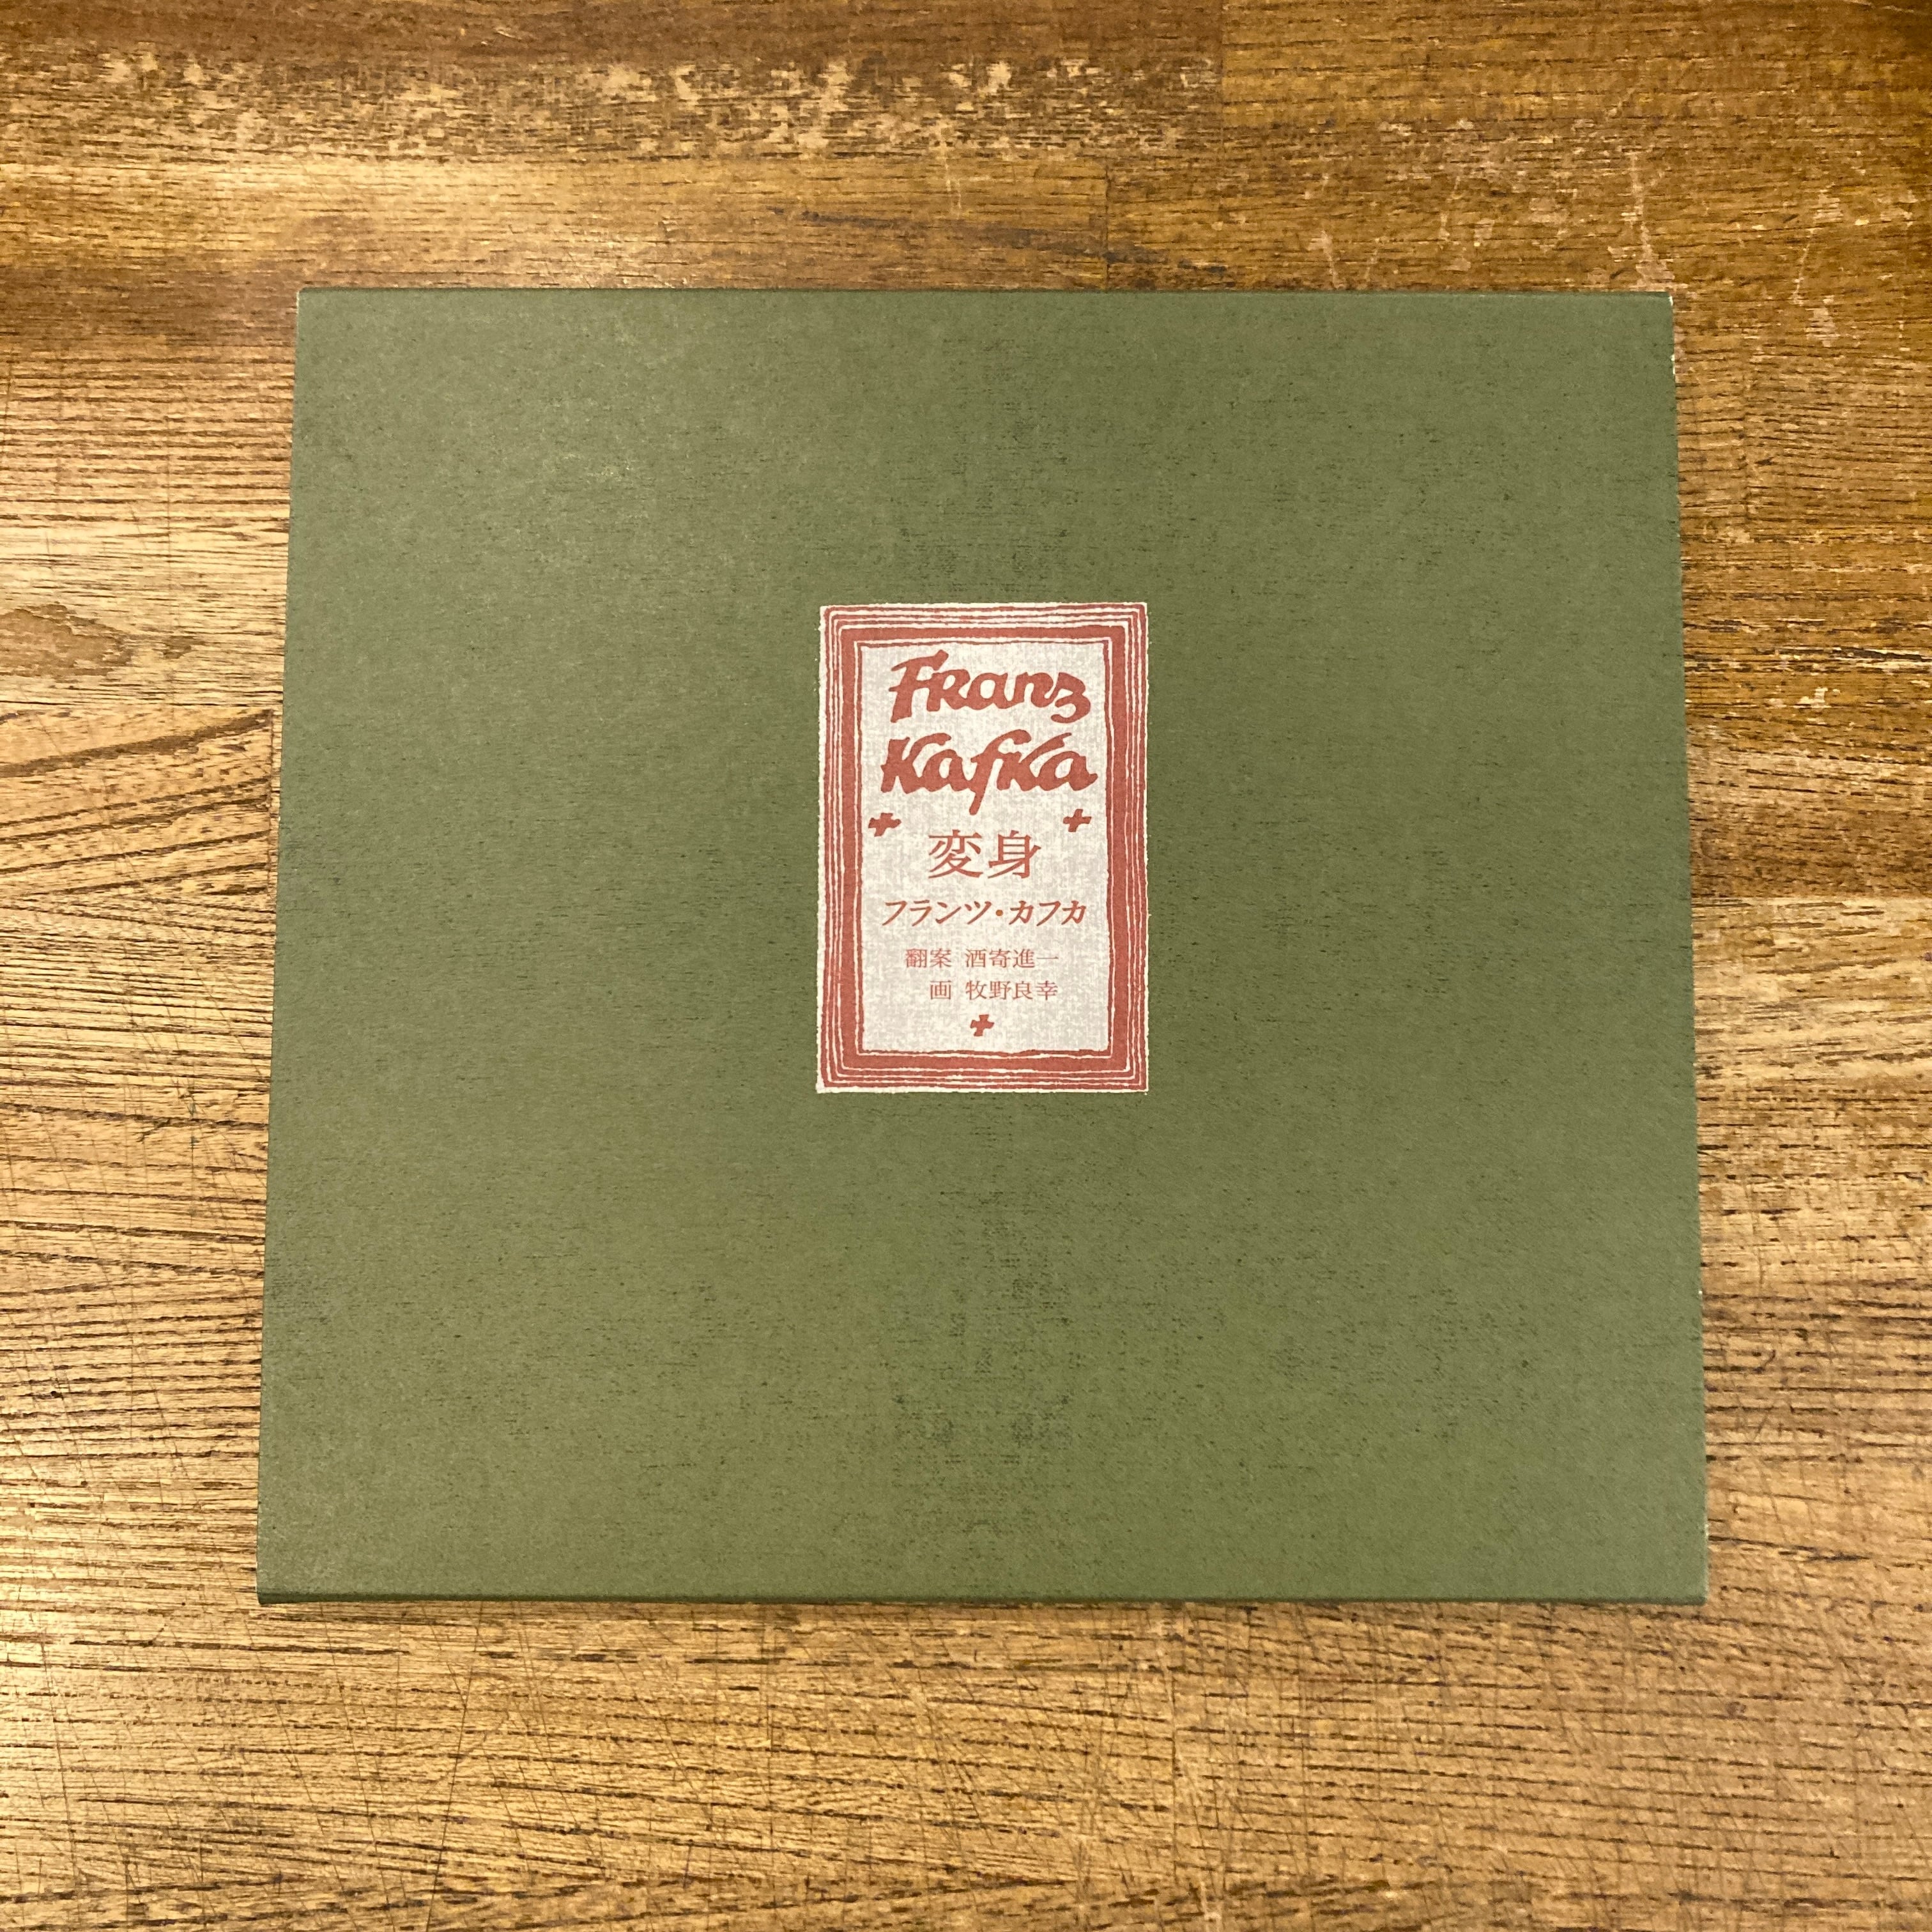 Franz
Kafka
変身
フランツ・カフカ
翻案 酒寄進一
画 牧野良幸